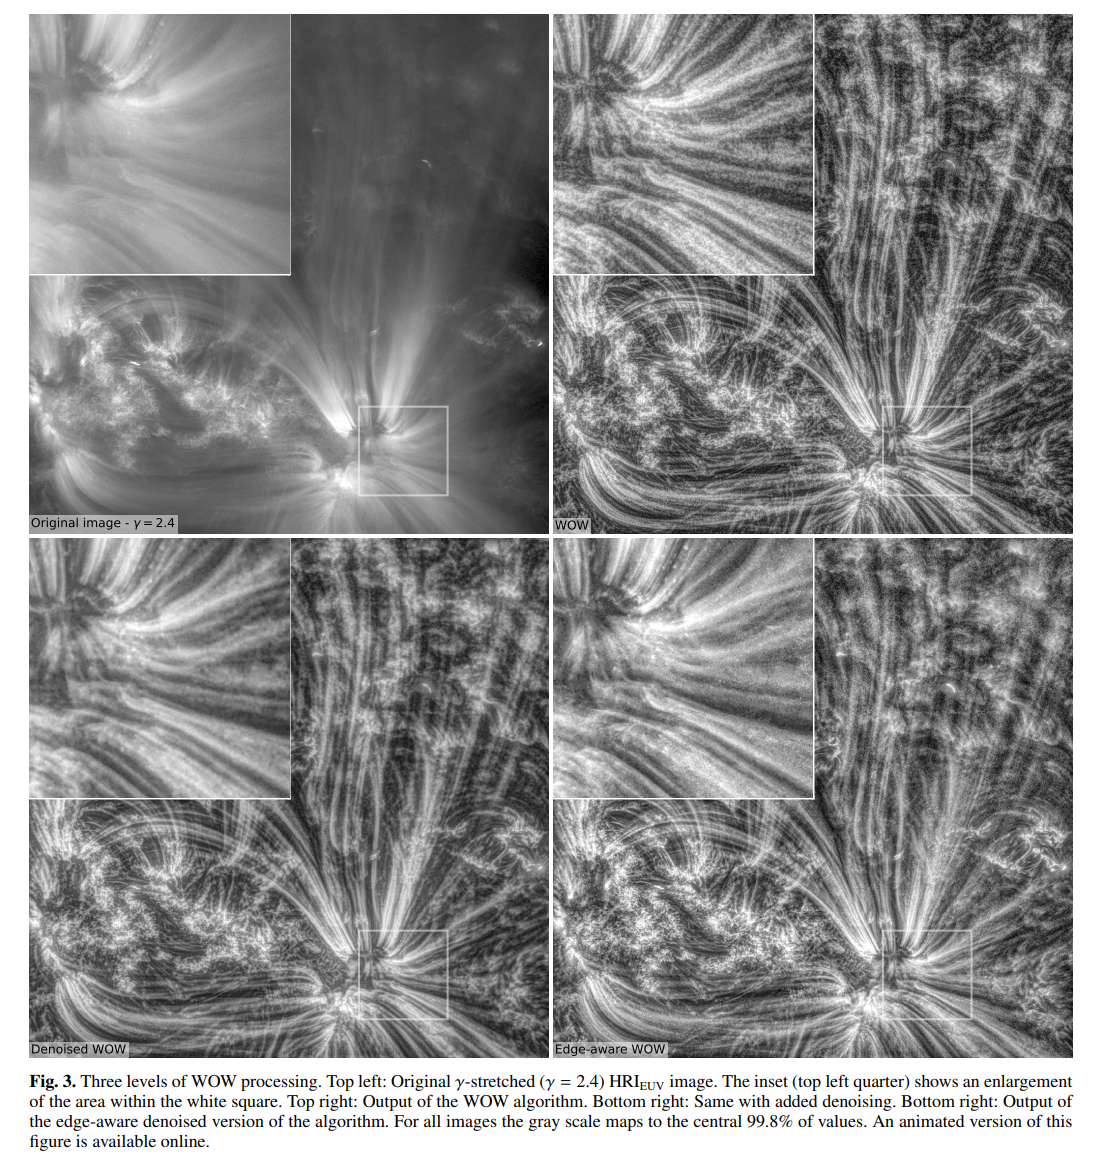 Original image - γ = 2.4
WOW
Denoised WOW
Edge-aware WOW
Fig. 3. Three levels of WOW processing. Top left: Original γ-stretched (γ = 2.4) HRIEUV image. The inset (top left quarter) shows an enlargement
of the area within the white square. Top right: Output of the WOW algorithm. Bottom right: Same with added denoising. Bottom right: Output of
the edge-aware denoised version of the algorithm. For all images the gray scale maps to the central 99.8% of values. An animated version of this
figure is available online.